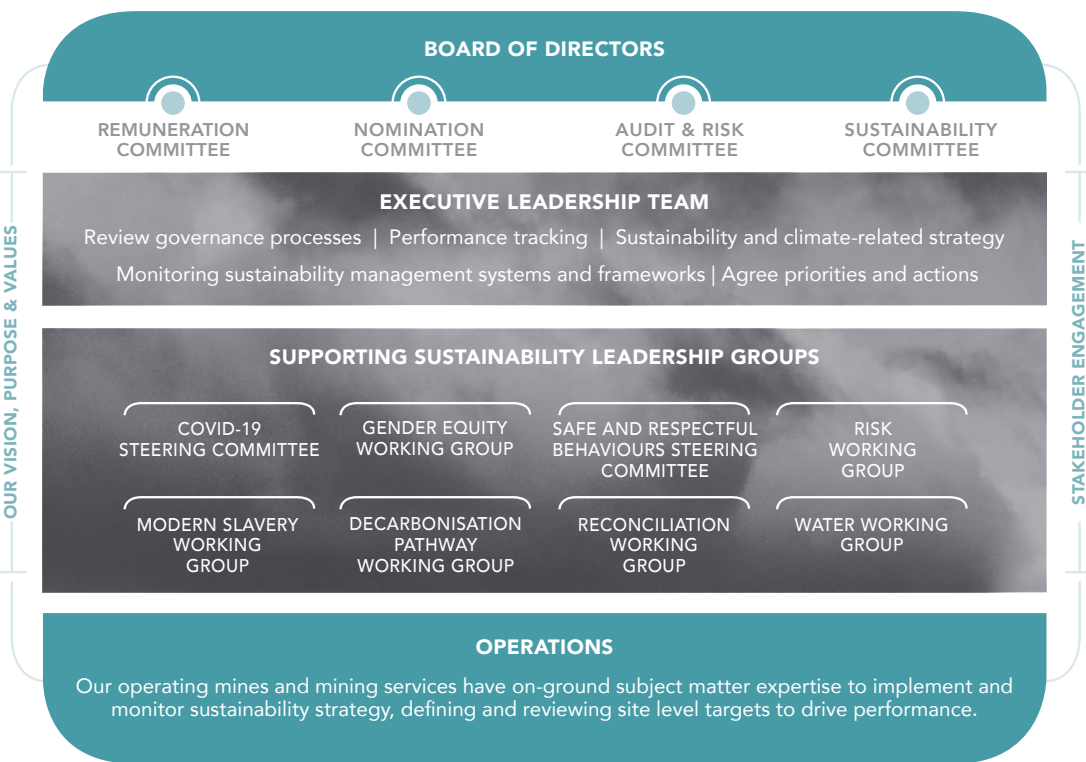 BOARD OF DIRECTORS
REMUNERATION
COMMITTEE
NOMINATION
COMMITTEE
AUDIT & RISK
COMMITTEE
SUSTAINABILITY
COMMITTEE
EXECUTIVE LEADERSHIP TEAM
Review governance processes | Performance tracking | Sustainability and climate-related strategy
Monitoring sustainability management systems and frameworks | Agree priorities and actions
OUR VISION, PURPOSE & VALUES
STAKEHOLDER ENGAGEMENT
SUPPORTING SUSTAINABILITY LEADERSHIP GROUPS
COVID-19
STEERING COMMITTEE
GENDER EQUITY
WORKING GROUP
SAFE AND RESPECTFUL
BEHAVIOURS STEERING
COMMITTEE
RISK
WORKING
GROUP
MODERN SLAVERY
WORKING
GROUP
DECARBONISATION
PATHWAY
WORKING GROUP
RECONCILIATION
WORKING
GROUP
WATER WORKING
GROUP
OPERATIONS
Our operating mines and mining services have on-ground subject matter expertise to implement and
monitor sustainability strategy, defining and reviewing site level targets to drive performance.